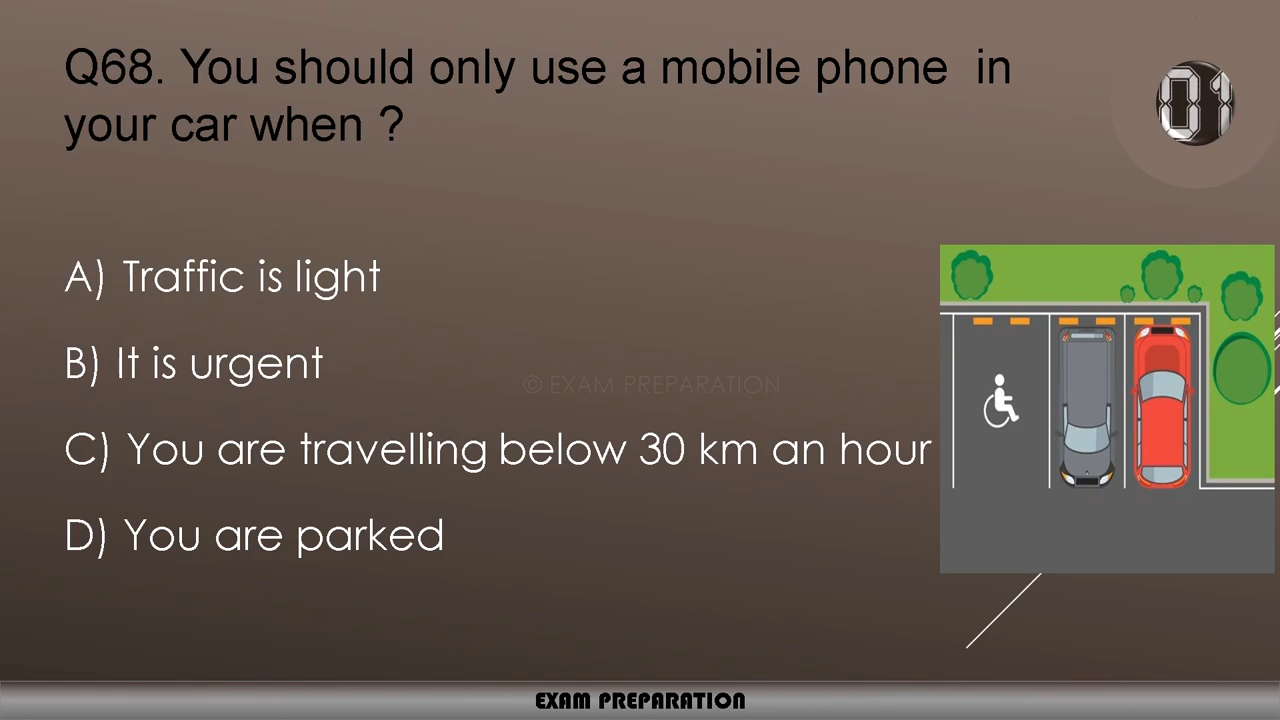 Q68. You should only use a mobile phone  in
your car when ?
01
A) Traffic is light
B) It is urgent
© EXAM PREPARATION
C) You are travelling below 30 km an hour
D) You are parked
EXAM PREPARATION